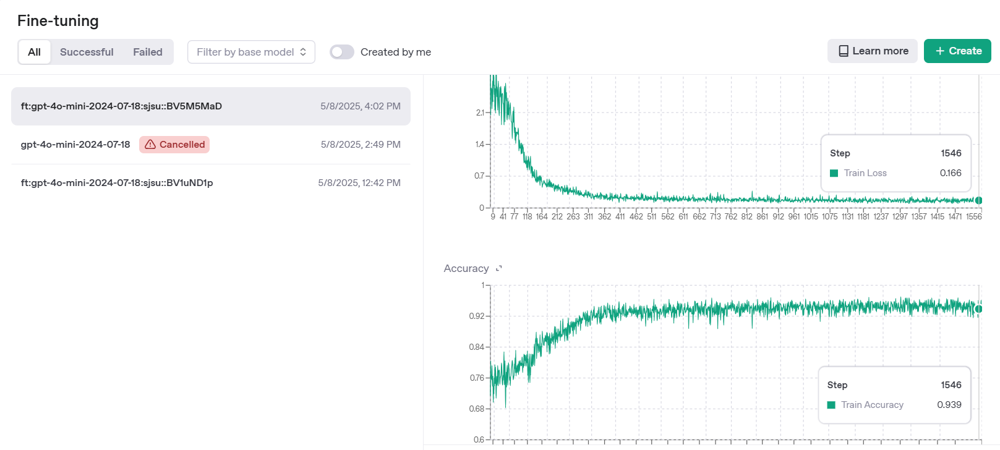 Fine-tuning
All Successful Failed Filter by base model Created by me Learn more + Create
ft:gpt-4o-mini-2024-07-18:sjsu::BV5M5MaD 5/8/2025, 4:02 PM
gpt-4o-mini-2024-07-18 Cancelled 5/8/2025, 2:49 PM
ft:gpt-4o-mini-2024-07-18:sjsu::BV1uND1p 5/8/2025, 12:42 PM
2.1
1.4
0.7
0
Step 1546
Train Loss 0.166
9 41 77 118 164 212 263 311 362 411 462 511 562 611 662 713 762 812 861 912 961 1015 1075 1131 1181 1237 1297 1357 1415 1471 1556
Accuracy
1
0.92
0.84
0.76
0.68
0.6
Step 1546
Train Accuracy 0.939